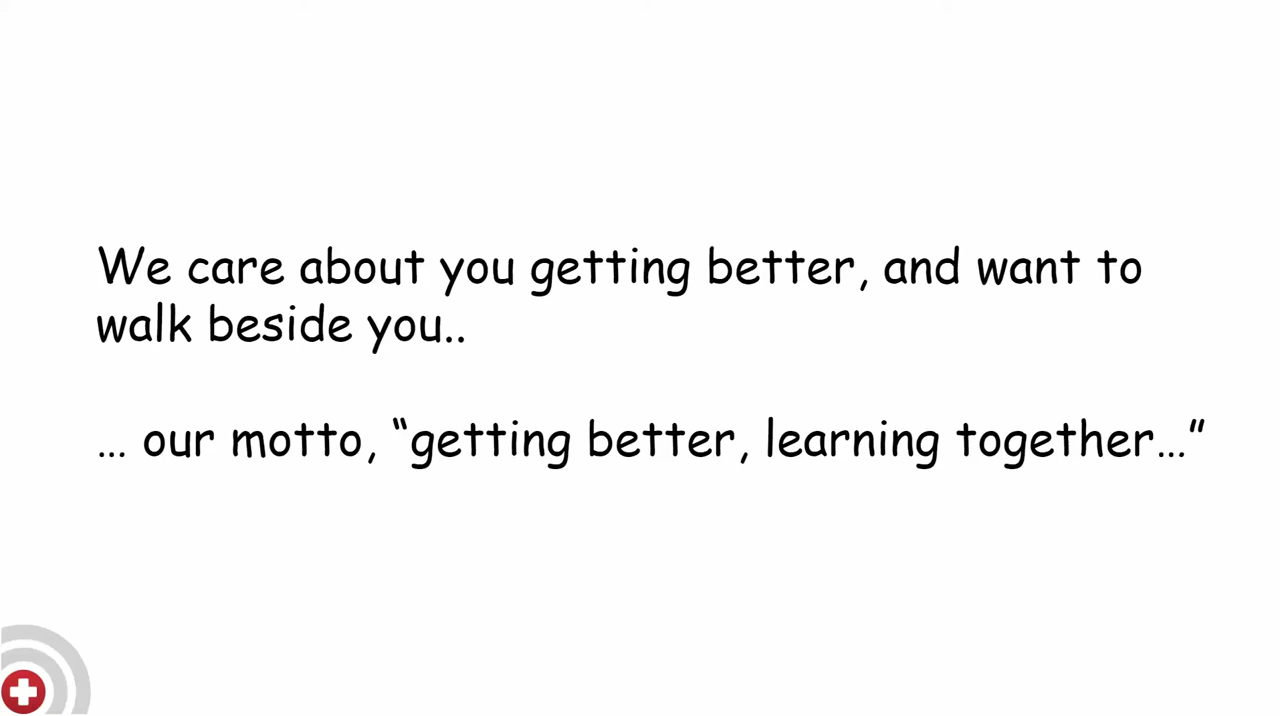 We care about you getting better, and want to
walk beside you..
... our motto, “getting better, learning together...”